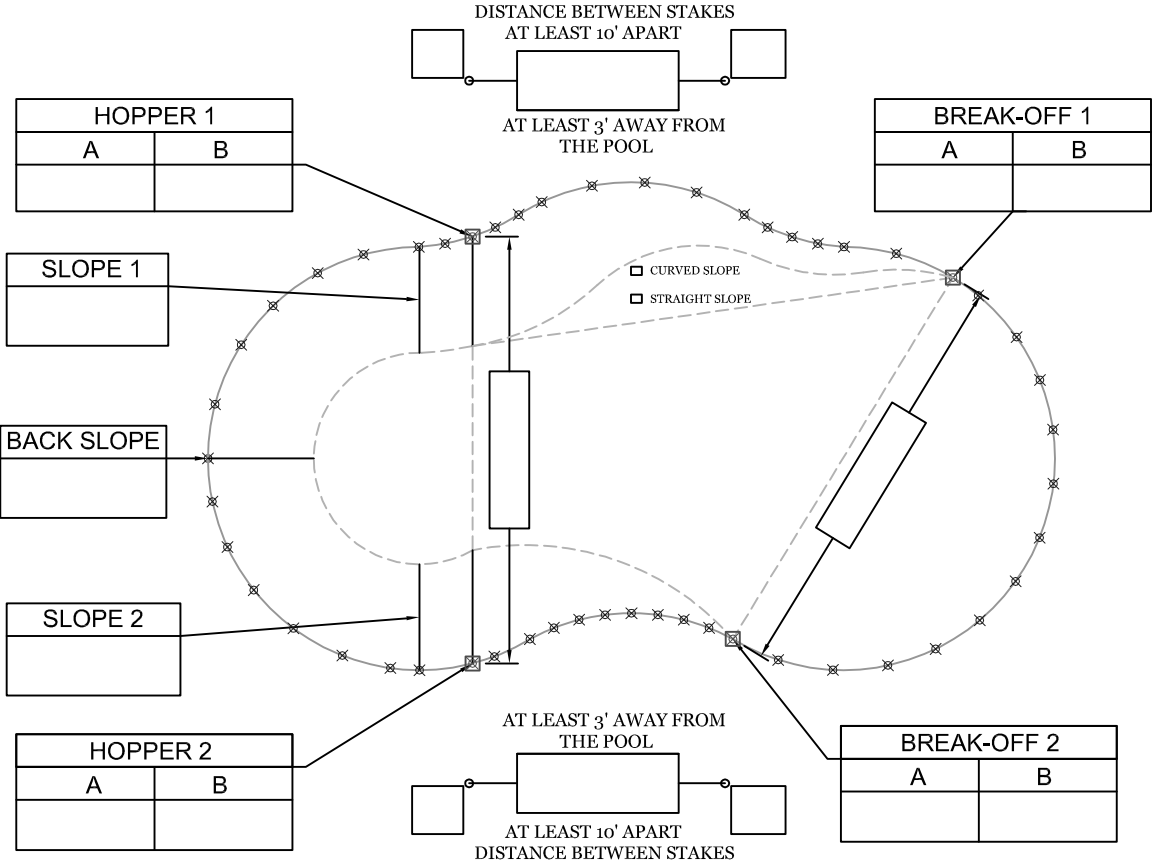 DISTANCE BETWEEN STAKES
AT LEAST 10' APART
AT LEAST 3' AWAY FROM
THE POOL
HOPPER 1
A B
BREAK-OFF 1
A B
SLOPE 1
CURVED SLOPE
STRAIGHT SLOPE
BACK SLOPE
SLOPE 2
HOPPER 2
A B
AT LEAST 3' AWAY FROM
THE POOL
AT LEAST 10' APART
DISTANCE BETWEEN STAKES
BREAK-OFF 2
A B